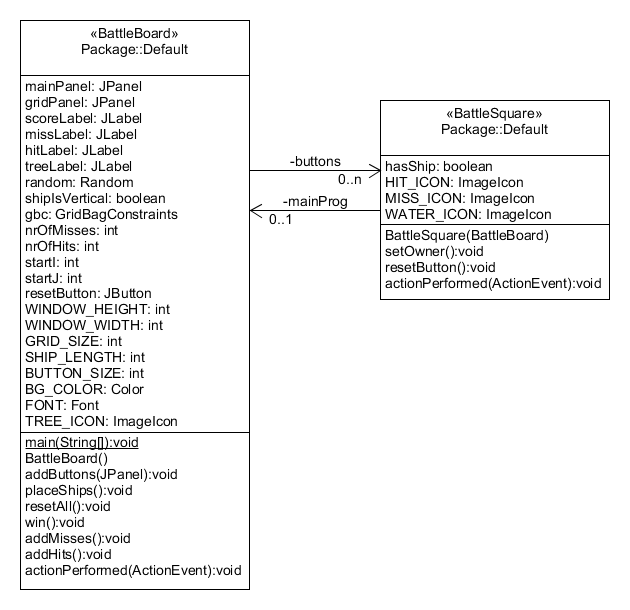 «BattleBoard»
Package::Default
mainPanel: JPanel
gridPanel: JPanel
scoreLabel: JLabel
missLabel: JLabel
hitLabel: JLabel
treeLabel: JLabel
random: Random
shipIsVertical: boolean
gbc: GridBagConstraints
nrOfMisses: int
nrOfHits: int
startI: int
startJ: int
resetButton: JButton
WINDOW_HEIGHT: int
WINDOW_WIDTH: int
GRID_SIZE: int
SHIP_LENGTH: int
BUTTON_SIZE: int
BG_COLOR: Color
FONT: Font
TREE_ICON: ImageIcon
main(String[]):void
BattleBoard()
addButtons(JPanel):void
placeShips():void
resetAll():void
win():void
addMisses():void
addHits():void
actionPerformed(ActionEvent):void
-buttons
0..n
-mainProg
0..1
«BattleSquare»
Package::Default
hasShip: boolean
HIT_ICON: ImageIcon
MISS_ICON: ImageIcon
WATER_ICON: ImageIcon
BattleSquare(BattleBoard)
setOwner():void
resetButton():void
actionPerformed(ActionEvent):void